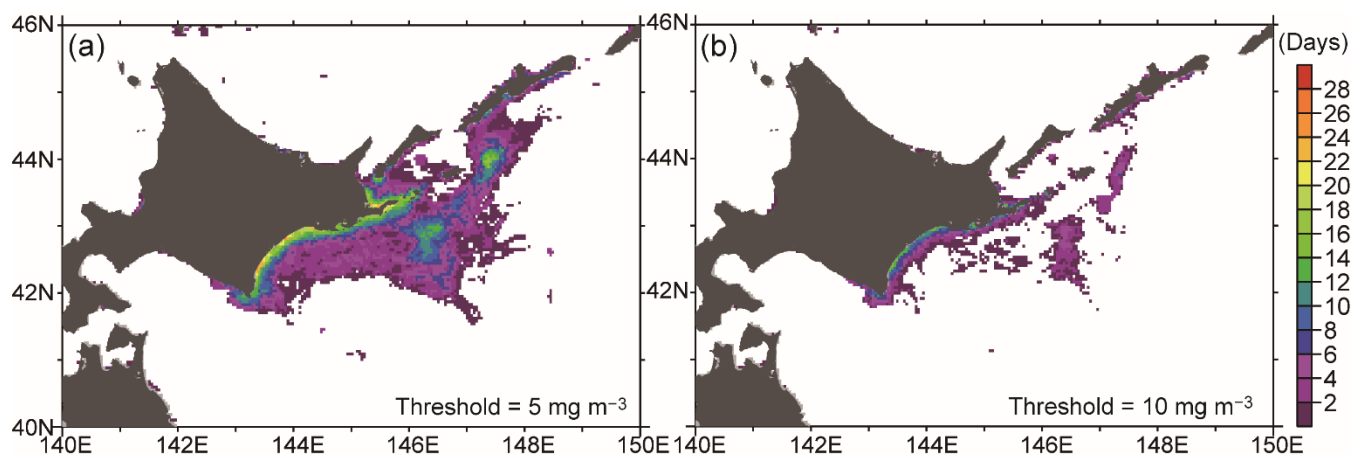 46N
(a)
44N
42N
40N
Threshold = 5 mg m⁻³
140E 142E 144E 146E 148E 150E
46N
(b)
44N
42N
40N
Threshold = 10 mg m⁻³
140E 142E 144E 146E 148E 150E
(Days)
28
26
24
22
20
18
16
14
12
10
8
6
4
2